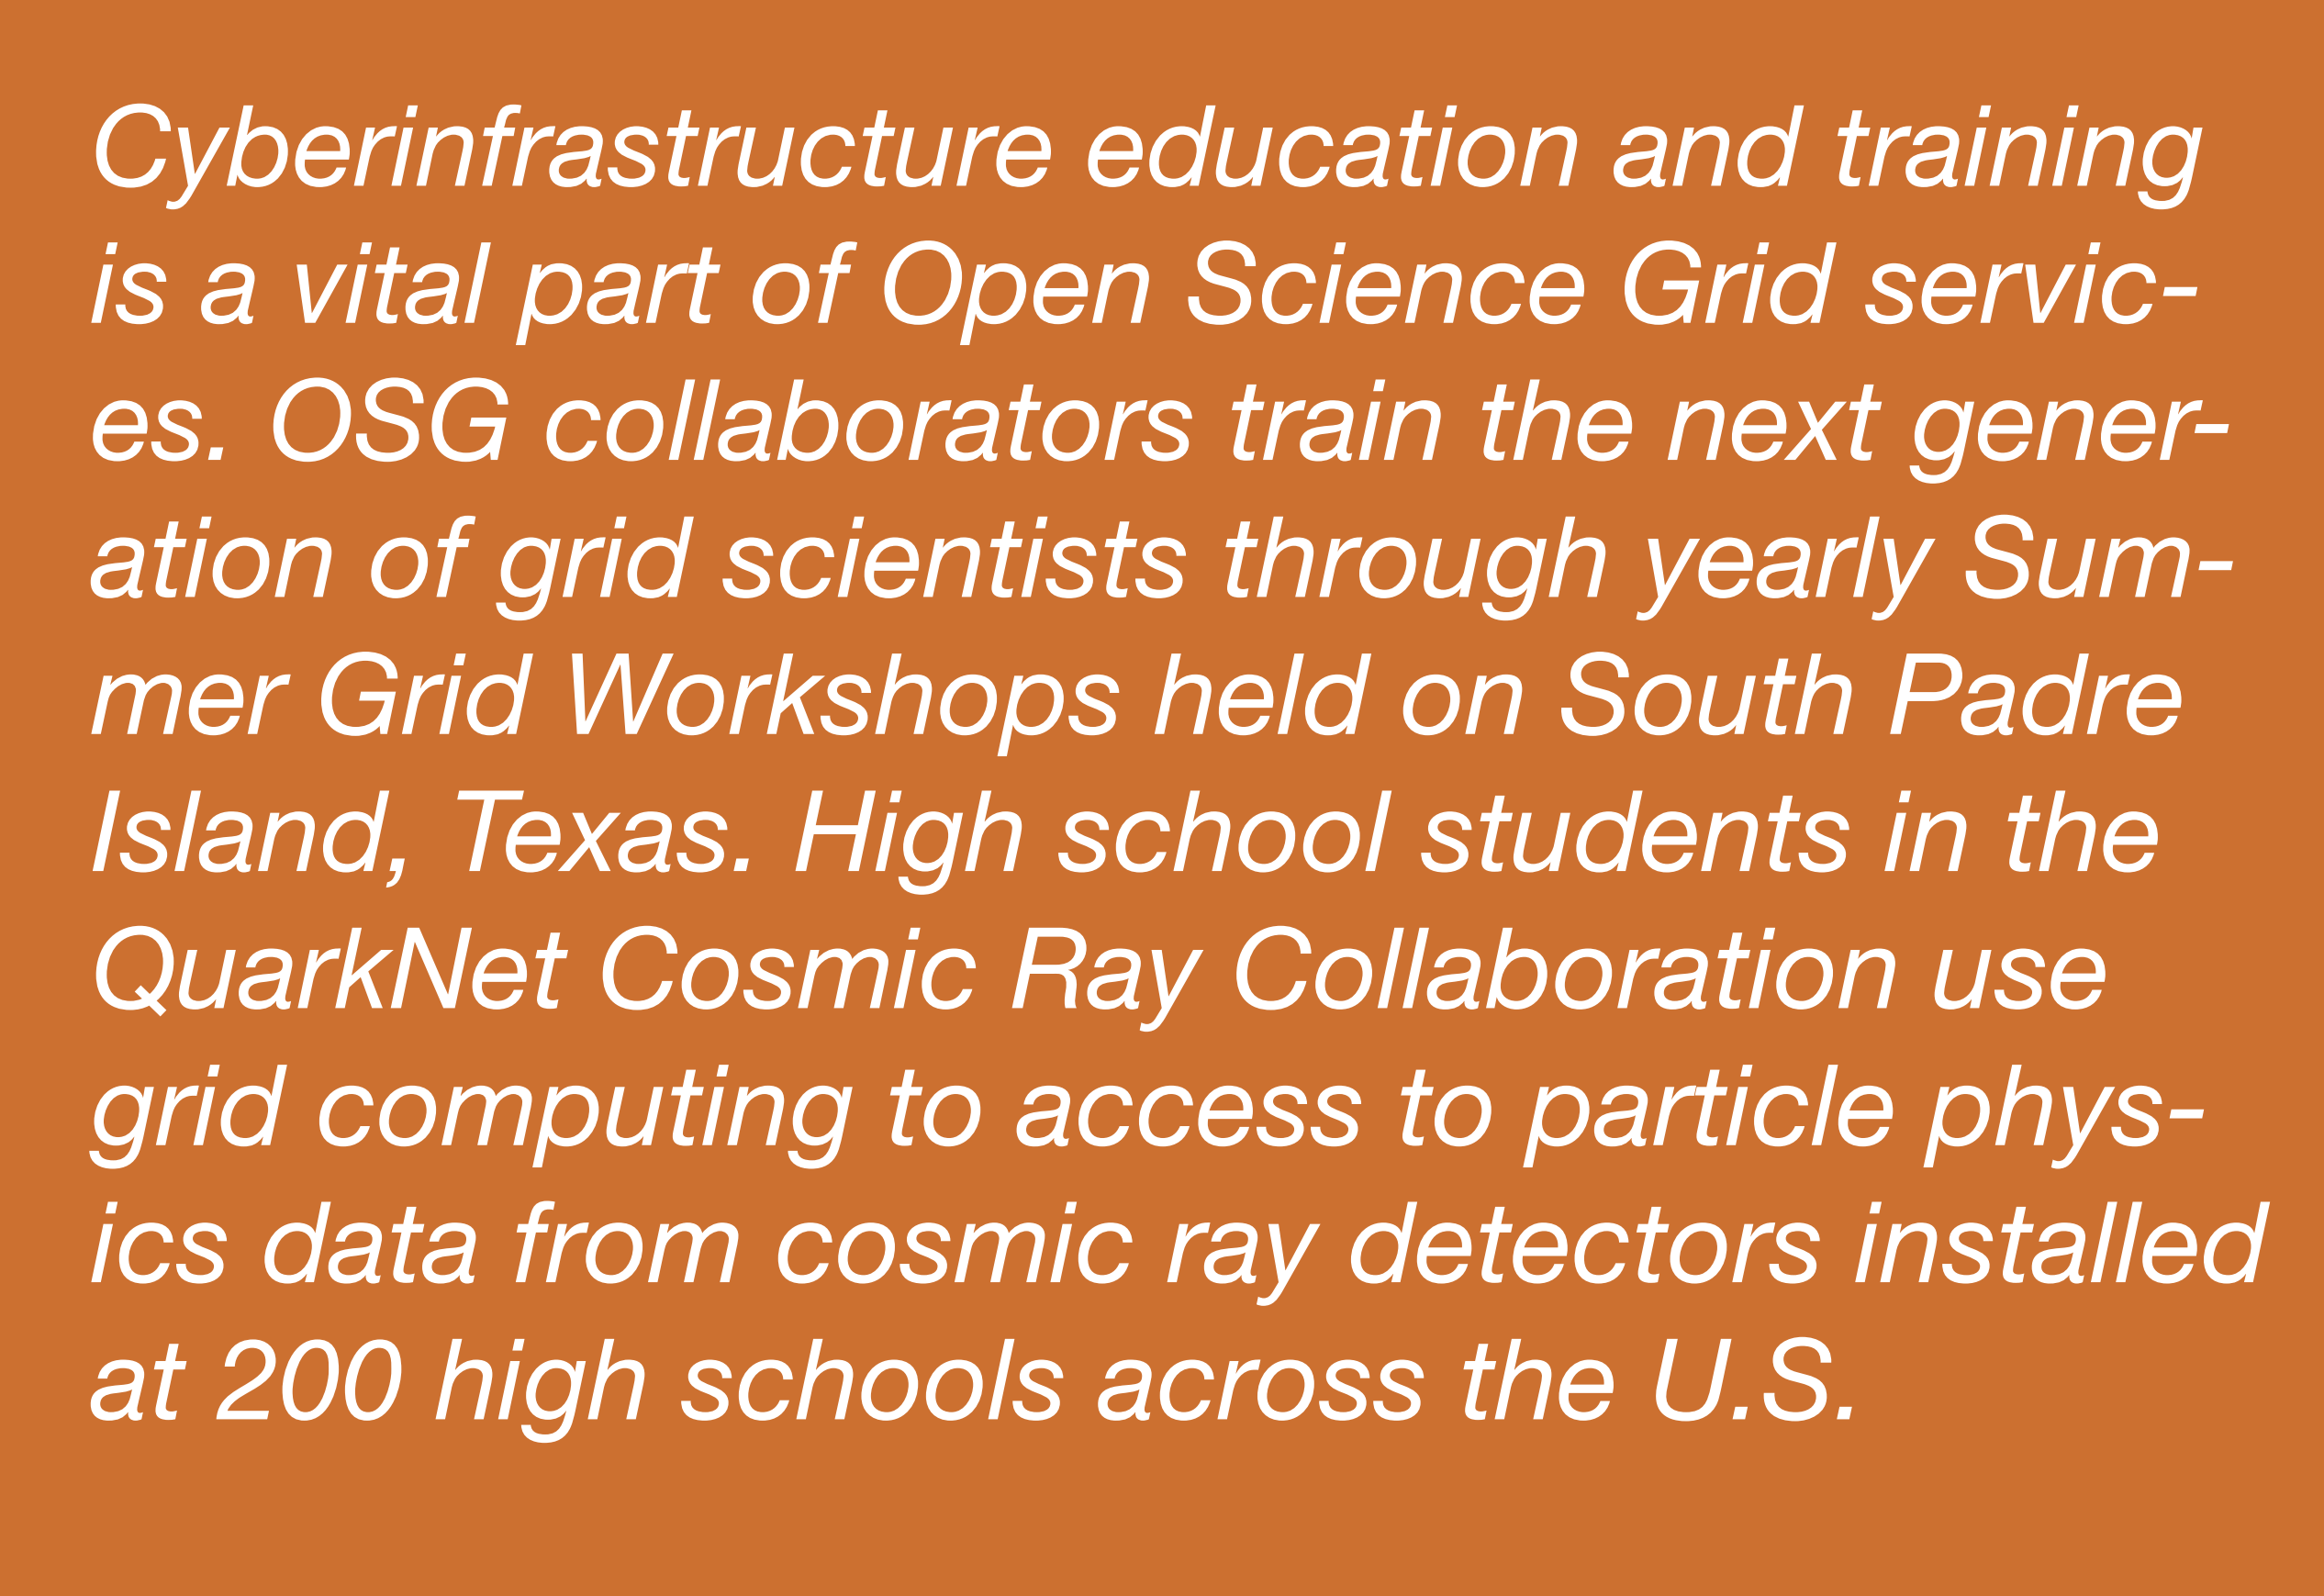 Cyberinfrastructure education and training
is a vital part of Open Science Grid servic-
es. OSG collaborators train the next gener-
ation of grid scientists through yearly Sum-
mer Grid Workshops held on South Padre
Island, Texas. High school students in the
QuarkNet Cosmic Ray Collaboration use
grid computing to access to particle phys-
ics data from cosmic ray detectors installed
at 200 high schools across the U.S.